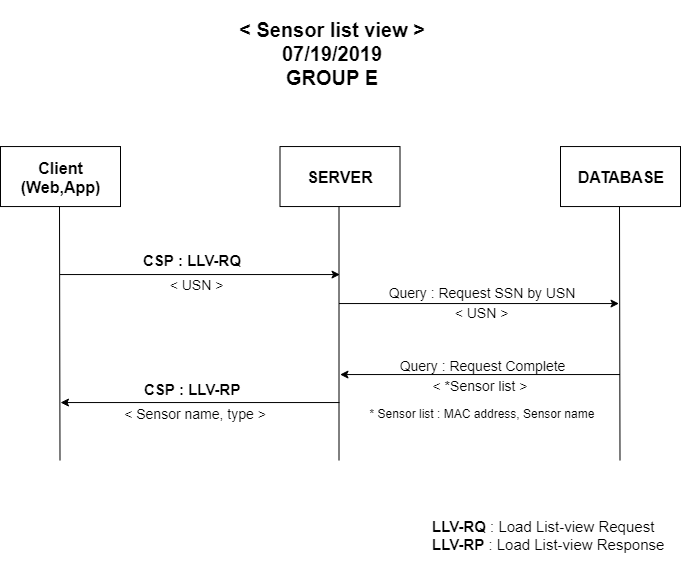 < Sensor list view >
07/19/2019
GROUP E
Client
(Web,App)
SERVER
DATABASE
CSP : LLV-RQ
< USN >
Query : Request SSN by USN
< USN >
Query : Request Complete
< *Sensor list >
CSP : LLV-RP
< Sensor name, type >
* Sensor list : MAC address, Sensor name
LLV-RQ : Load List-view Request
LLV-RP : Load List-view Response